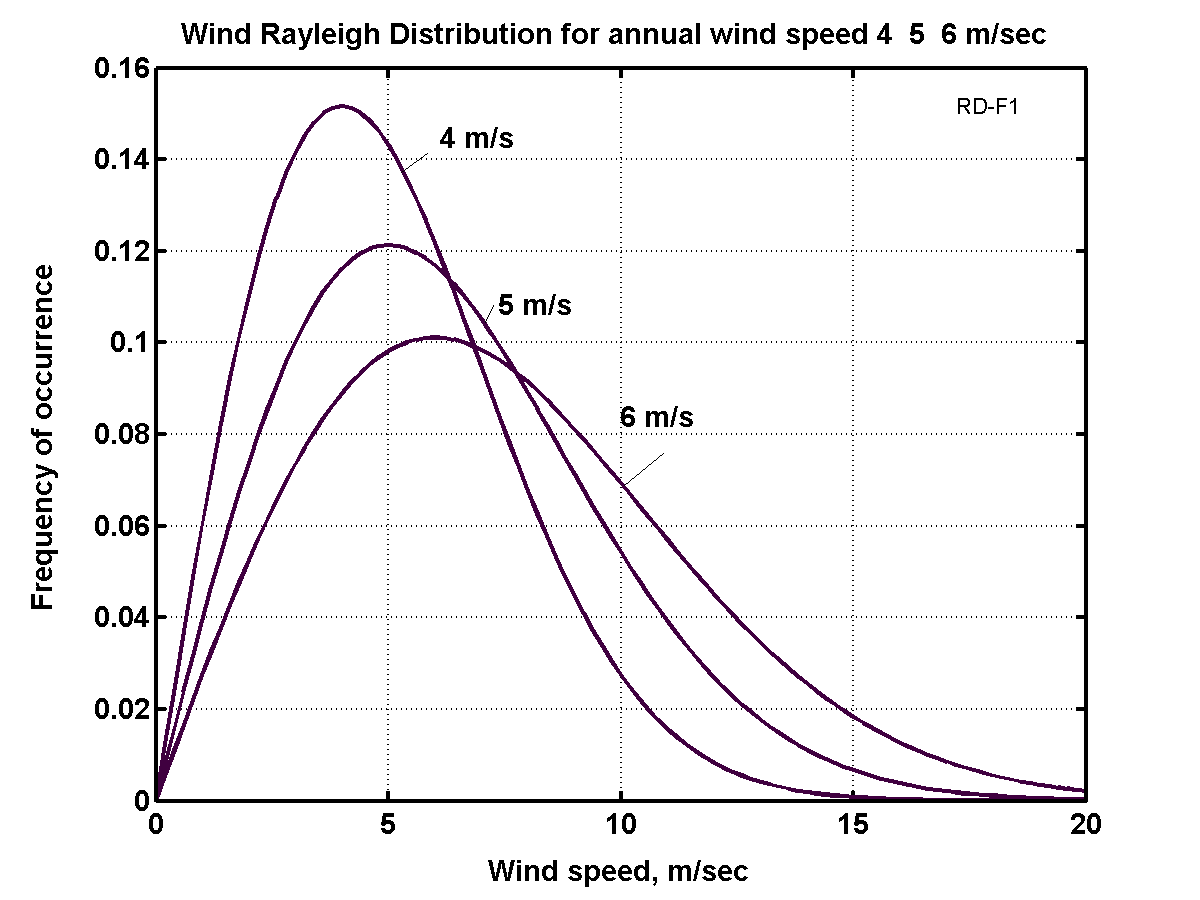 Wind Rayleigh Distribution for annual wind speed 4  5  6 m/sec
RD-F1
4 m/s
5 m/s
6 m/s
Frequency of occurrence
0.16
0.14
0.12
0.1
0.08
0.06
0.04
0.02
0
0 5 10 15 20
Wind speed, m/sec